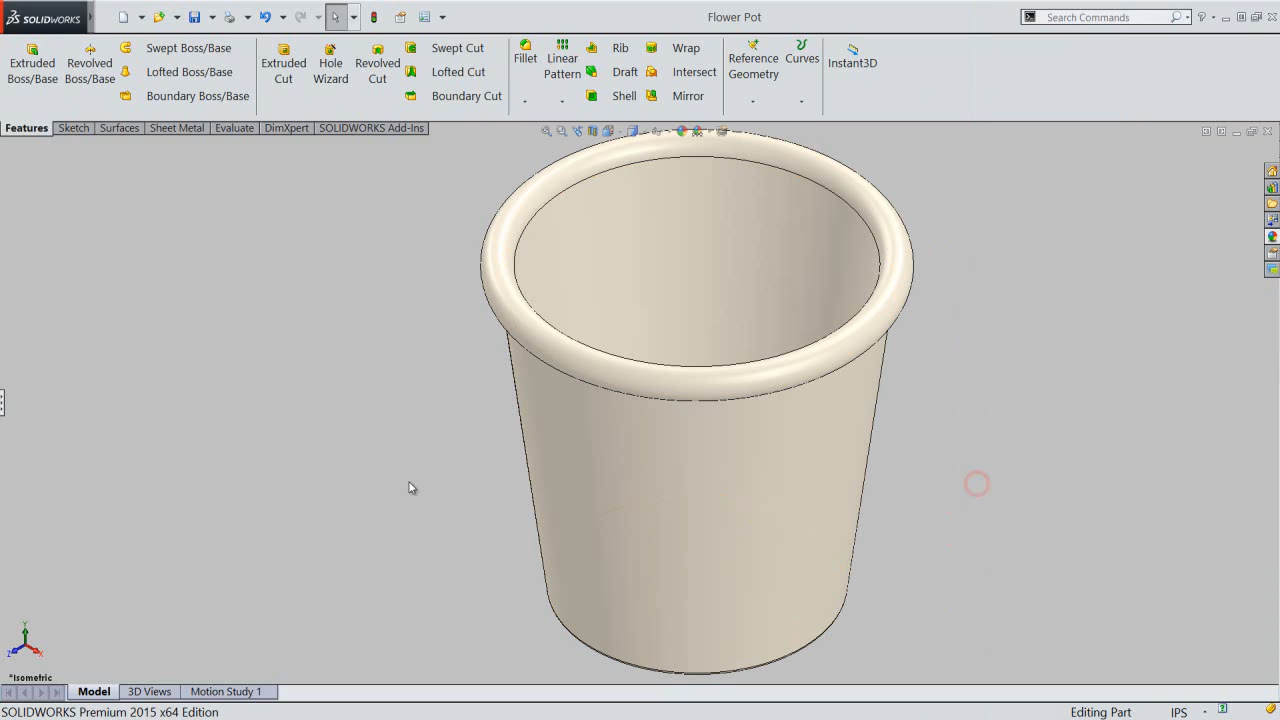 SOLIDWORKS
Flower Pot
Search Commands
Extruded Boss/Base
Revolved Boss/Base
Swept Boss/Base
Lofted Boss/Base
Boundary Boss/Base
Extruded Cut
Hole Wizard
Revolved Cut
Swept Cut
Lofted Cut
Boundary Cut
Fillet
Linear Pattern
Rib
Draft
Shell
Wrap
Intersect
Mirror
Reference Geometry
Curves
Instant3D
Features Sketch Surfaces Sheet Metal Evaluate DimXpert SOLIDWORKS Add-Ins
Y
Z
X
*Isometric
Model 3D Views Motion Study 1
SOLIDWORKS Premium 2015 x64 Edition
Editing Part
IPS